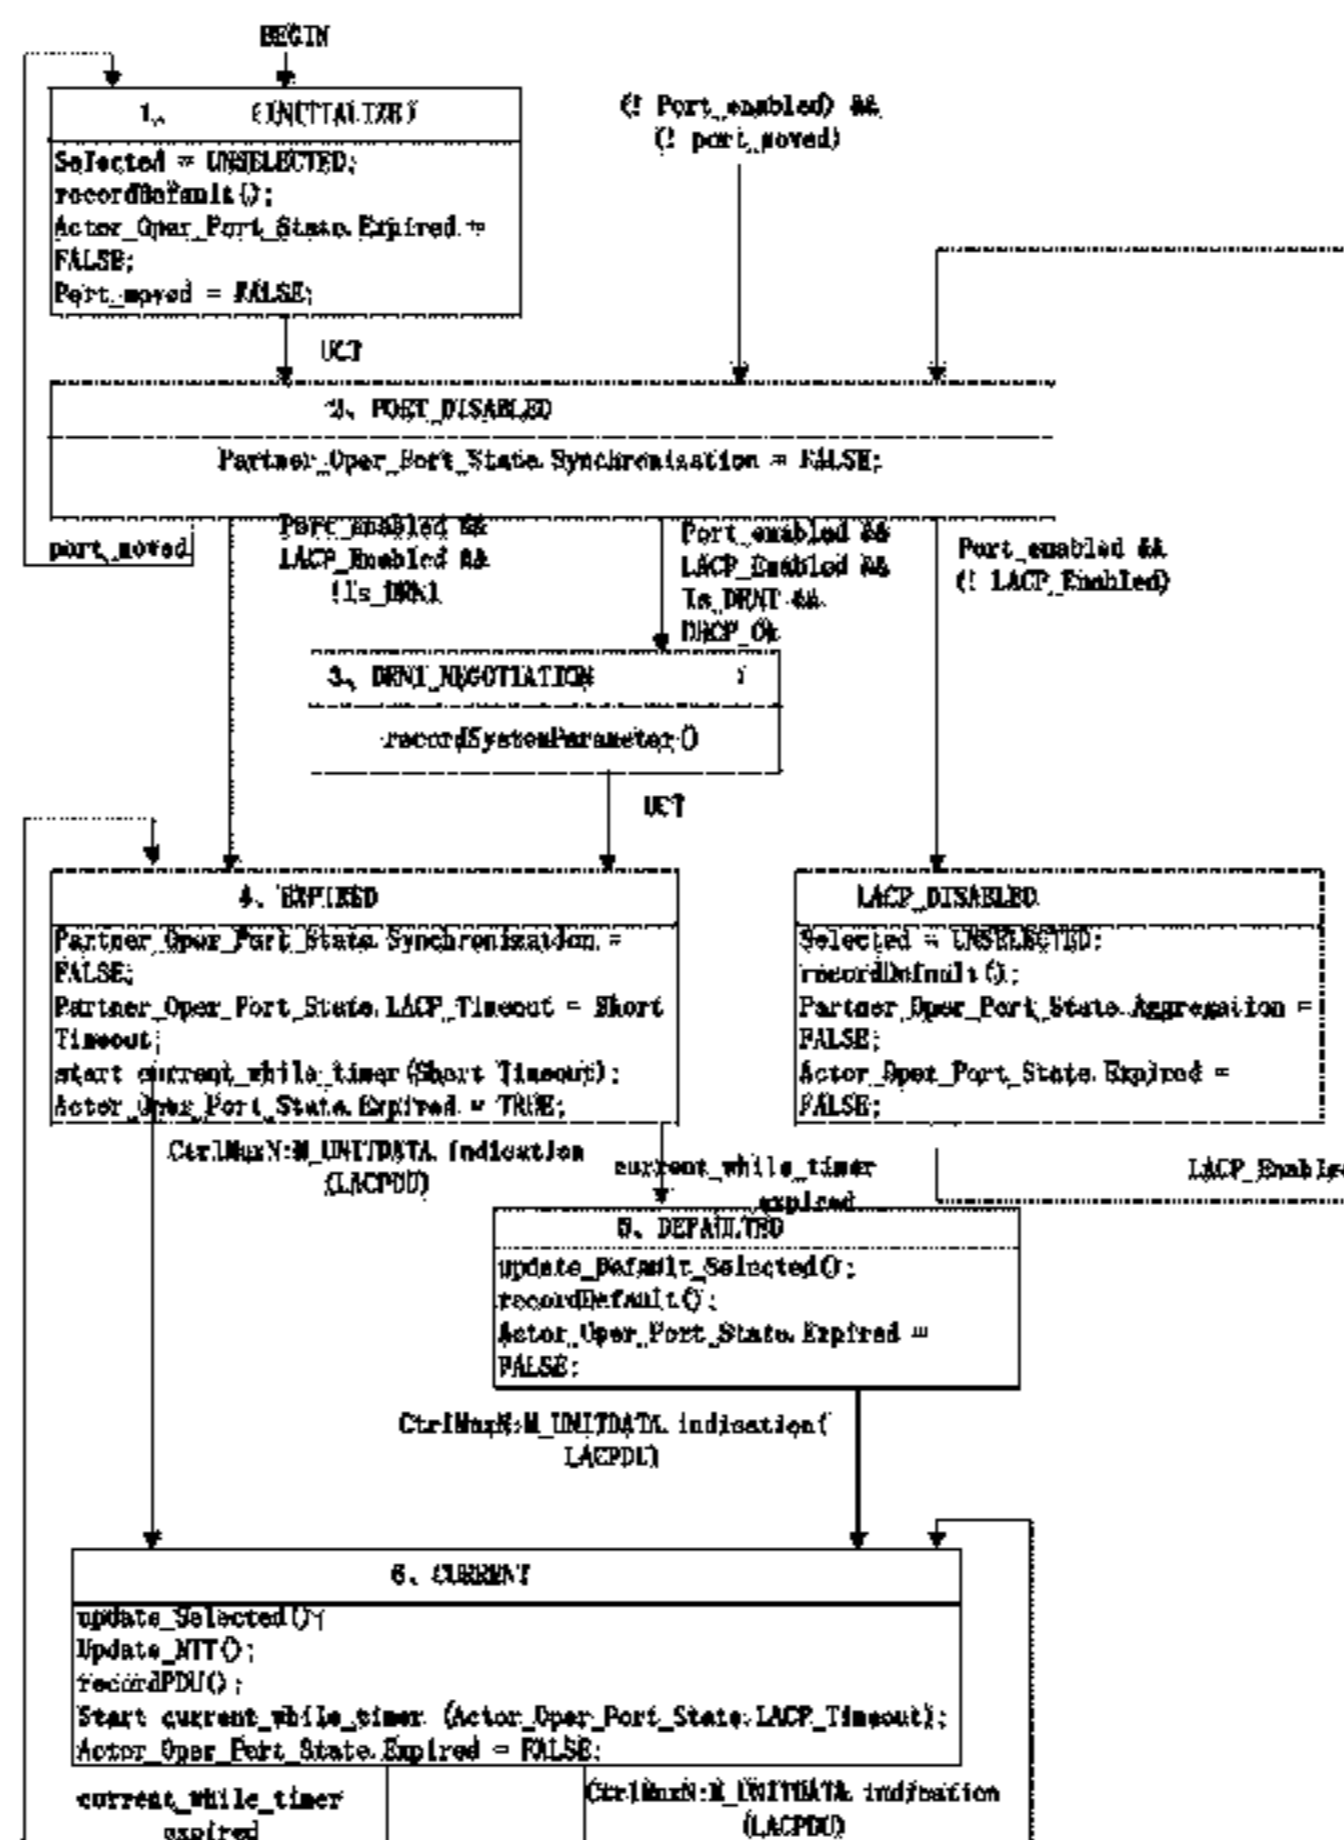 BEGIN
1、 (INITIALIZE)
Selected = UNSELECTED;
recordDefault();
Actor_Oper_Port_State.Expired =
FALSE;
Port_moved = FALSE;
(! Port_enabled) &&
(! port_moved)
UCT
2、 PORT_DISABLED
Partner_Oper_Port_State.Synchronization = FALSE;
port_moved
Port_enabled &&
LACP_Enabled &&
!Is_DRNI
Port_enabled &&
LACP_Enabled &&
Is_DRNI &&
DRCP_Ok
Port_enabled &&
(! LACP_Enabled)
3、 DRNI_NEGOTIATION
recordSystemParameter()
UCT
4、 EXPIRED
Partner_Oper_Port_State.Synchronization =
FALSE;
Partner_Oper_Port_State.LACP_Timeout = Short
Timeout;
start current_while_timer(Short Timeout);
Actor_Oper_Port_State.Expired = TRUE;
LACP_DISABLED
Selected = UNSELECTED;
recordDefault();
Partner_Oper_Port_State.Aggregation =
FALSE;
Actor_Oper_Port_State.Expired =
FALSE;
CtrlMuxN:M_UNITDATA.indication
(LACPDU)
current_while_timer
expired
LACP_Enable
5、 DEFAULTED
update_Default_Selected();
recordDefault();
Actor_Oper_Port_State.Expired =
FALSE;
CtrlMuxN:M_UNITDATA.indication(
LACPDU)
6、 CURRENT
update_Selected();
Update_NTT();
recordPDU();
Start current_while_timer (Actor_Oper_Port_State.LACP_Timeout);
Actor_Oper_Port_State.Expired = FALSE;
current_while_timer
expired
CtrlMuxN:M_UNITDATA.indication
(LACPDU)